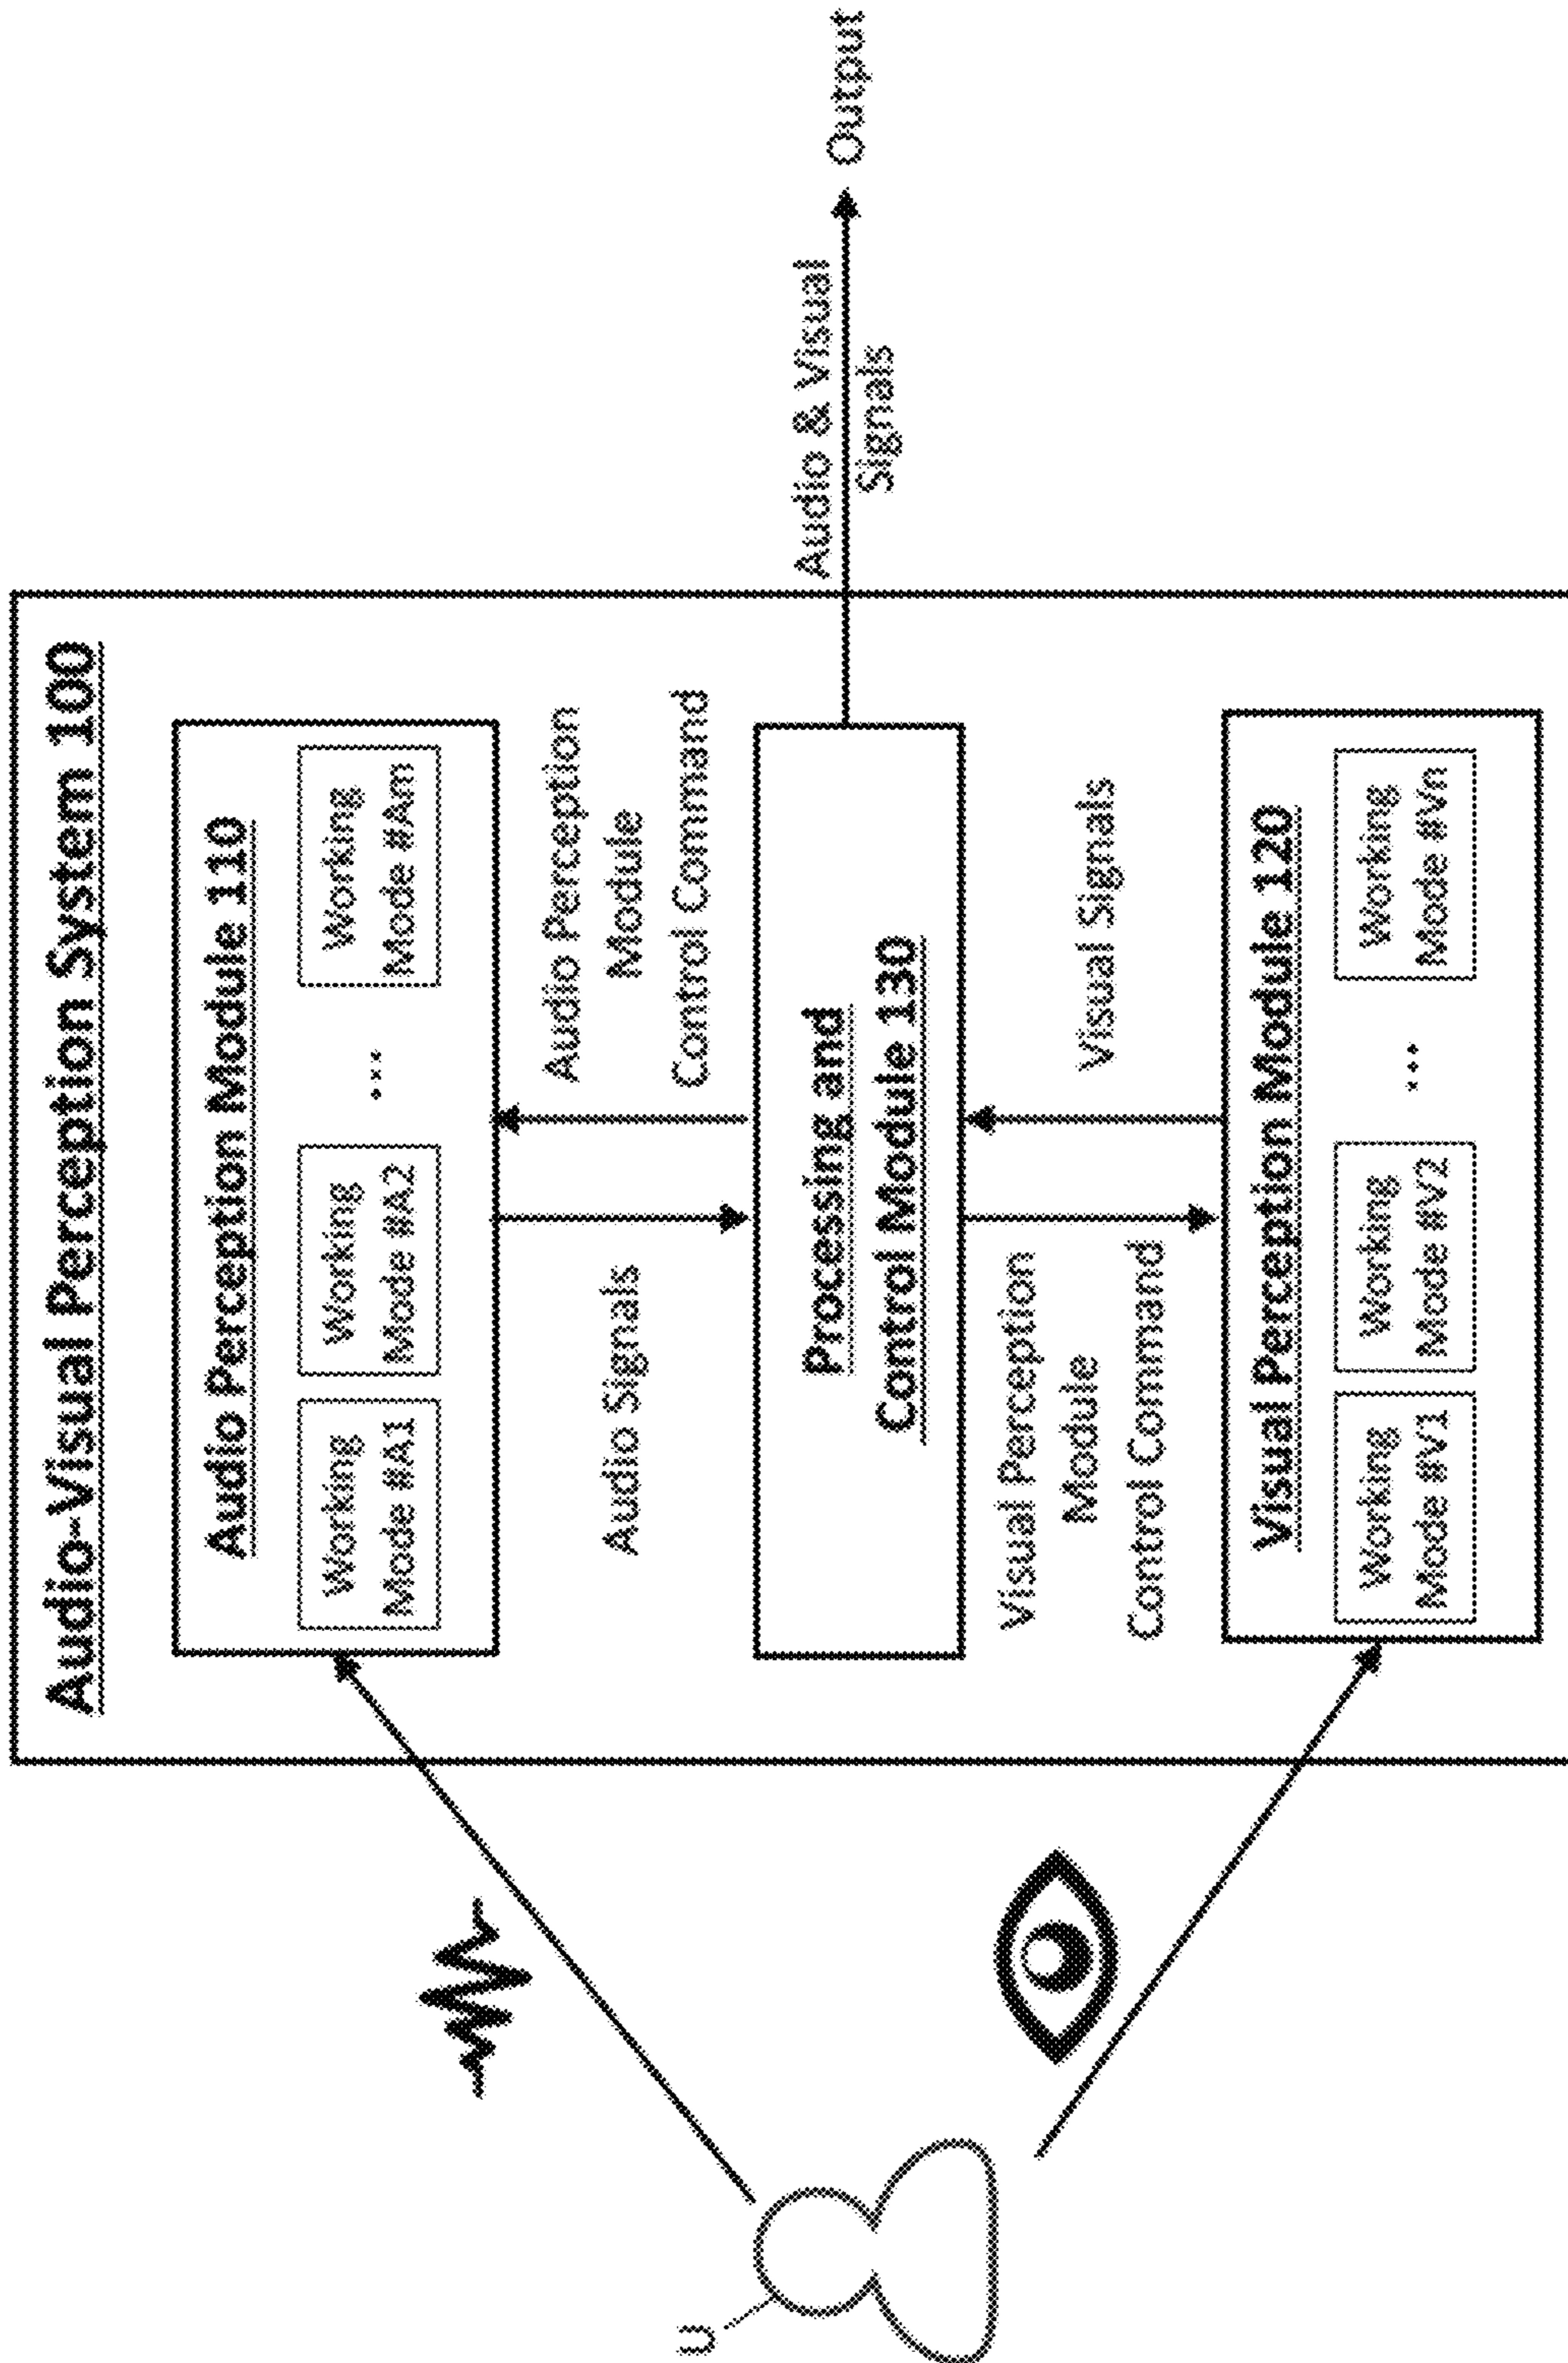 Audio-Visual Perception System 100
Audio Perception Module 110
Working
Mode #A1
Working
Mode #A2
...
Working
Mode #Am
Audio Signals
Audio Perception
Module
Control Command
Processing and
Control Module 130
Audio & Visual
Signals
Output
Visual Perception
Module
Control Command
Visual Signals
Visual Perception Module 120
Working
Mode #V1
Working
Mode #V2
...
Working
Mode #Vn
U